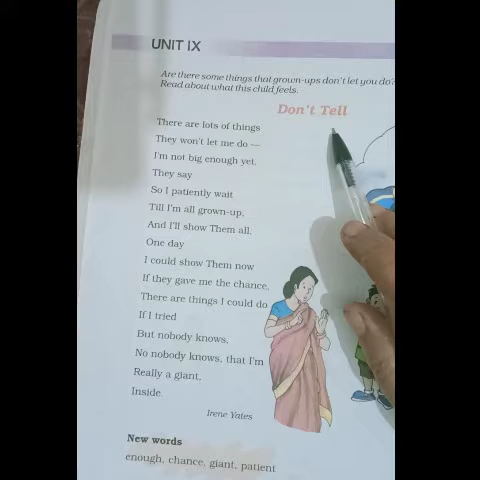 UNIT IX
Are there some things that grown-ups don't let you do?
Read about what this child feels.
Don't Tell
There are lots of things
They won't let me do —
I'm not big enough yet,
They say
So I patiently wait
Till I'm all grown-up,
And I'll show Them all,
One day
I could show Them now
If they gave me the chance,
There are things I could do
If I tried
But nobody knows,
No nobody knows, that I'm
Really a giant,
Inside
Irene Yates
New words
enough, chance, giant, patient